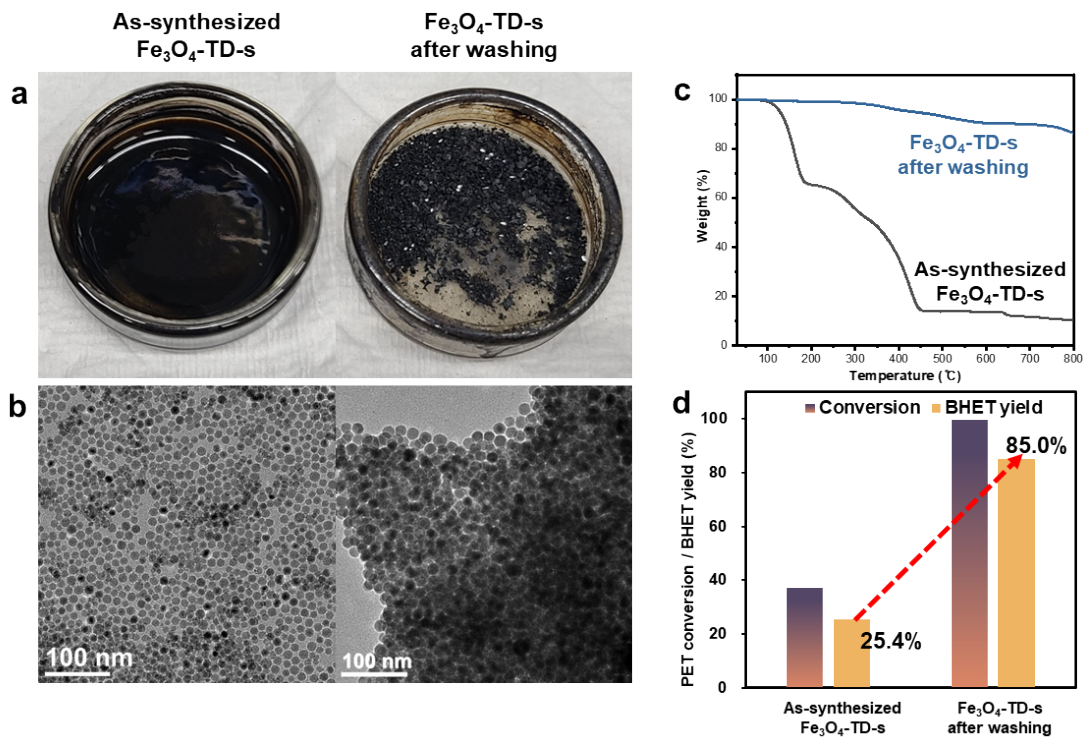 As-synthesized
Fe₃O₄-TD-s
Fe₃O₄-TD-s
after washing
a
b
100 nm
100 nm
c
Weight (%)
100
80
60
40
20
0
Fe₃O₄-TD-s
after washing
As-synthesized
Fe₃O₄-TD-s
100
200
300
400
500
600
700
800
Temperature (℃)
d
PET conversion / BHET yield (%)
100
80
60
40
20
0
Conversion
BHET yield
85.0%
25.4%
As-synthesized
Fe₃O₄-TD-s
Fe₃O₄-TD-s
after washing